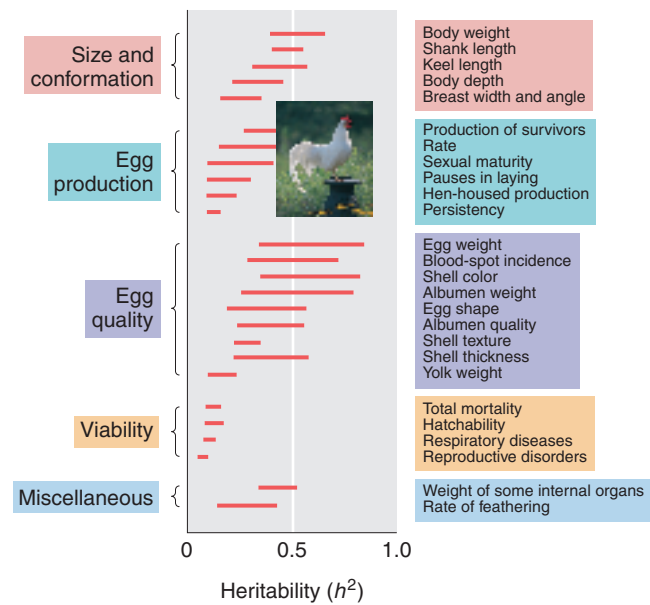 Size and
conformation
Body weight
Shank length
Keel length
Body depth
Breast width and angle
Egg
production
Production of survivors
Rate
Sexual maturity
Pauses in laying
Hen-housed production
Persistency
Egg
quality
Egg weight
Blood-spot incidence
Shell color
Albumen weight
Egg shape
Albumen quality
Shell texture
Shell thickness
Yolk weight
Viability
Total mortality
Hatchability
Respiratory diseases
Reproductive disorders
Miscellaneous
Weight of some internal organs
Rate of feathering
0 0.5 1.0
Heritability (h²)